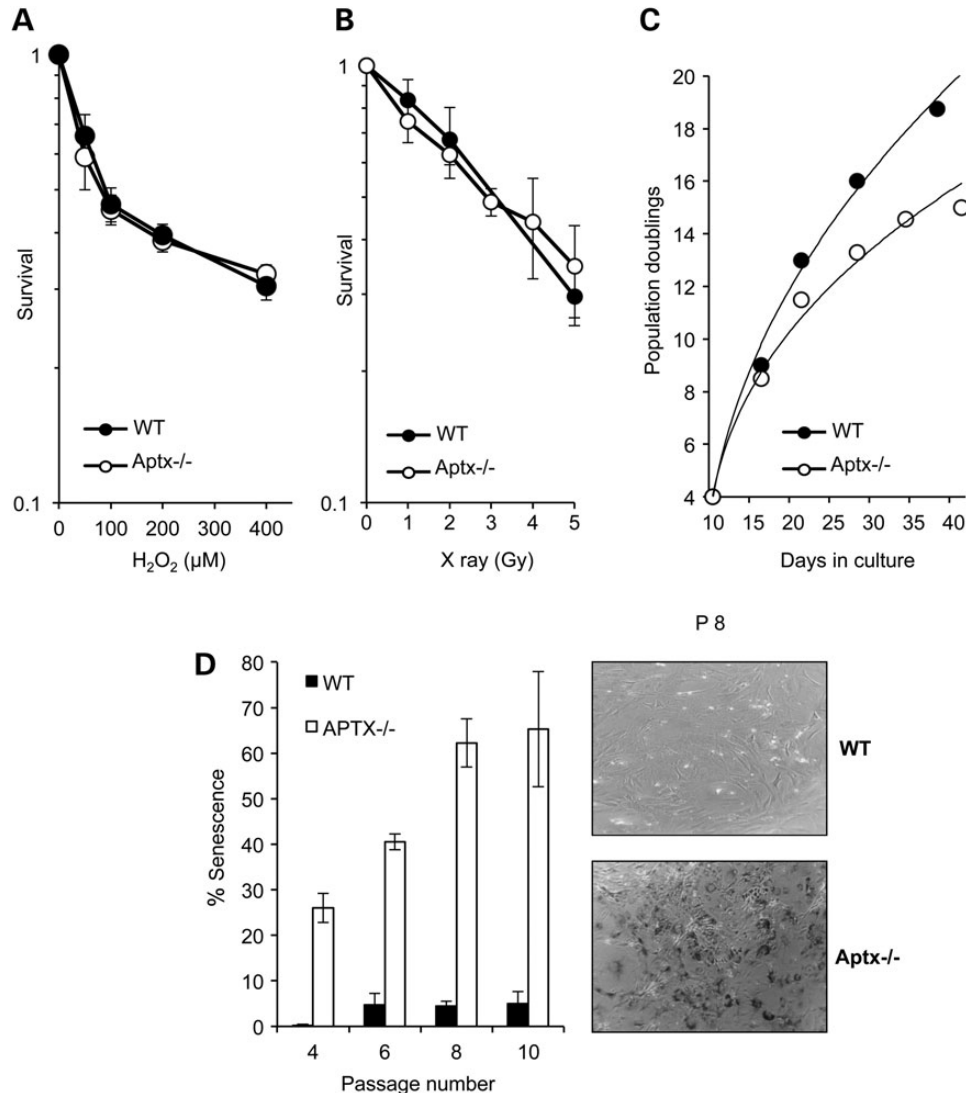 A
1
Survival
0.1
WT
Aptx-/-
0 100 200 300 400
H₂O₂ (µM)
B
1
Survival
0.1
WT
Aptx-/-
0 1 2 3 4 5
X ray (Gy)
C
20
18
16
14
12
10
8
6
4
Population doublings
WT
Aptx-/-
10 15 20 25 30 35 40
Days in culture
D
80
70
60
50
40
30
20
10
0
% Senescence
WT
APTX-/-
4 6 8 10
Passage number
P 8
WT
Aptx-/-